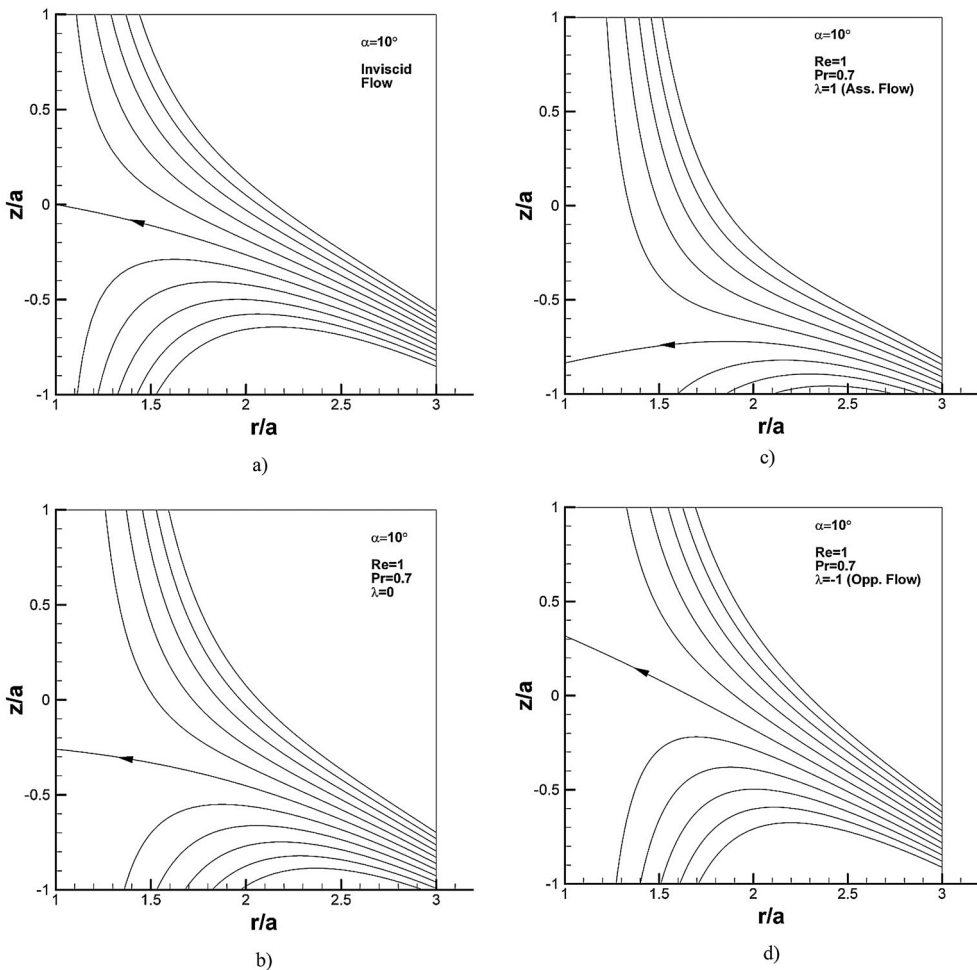 1
0.5
0
-0.5
-1
z/a
α=10°
Inviscid
Flow
1
1.5
2
2.5
3
r/a
a)
1
0.5
0
-0.5
-1
z/a
α=10°
Re=1
Pr=0.7
λ=1 (Ass. Flow)
1
1.5
2
2.5
3
r/a
c)
1
0.5
0
-0.5
-1
z/a
α=10°
Re=1
Pr=0.7
λ=0
1
1.5
2
2.5
3
r/a
b)
1
0.5
0
-0.5
-1
z/a
α=10°
Re=1
Pr=0.7
λ=-1 (Opp. Flow)
1
1.5
2
2.5
3
r/a
d)